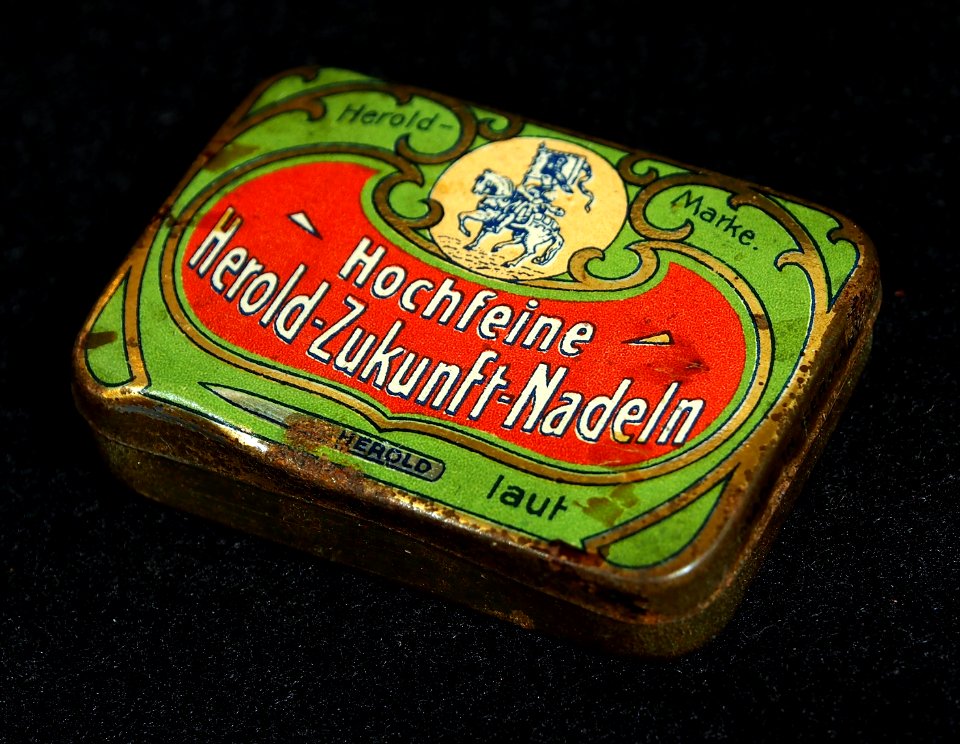 Herold- Marke.
Hochfeine
Herold-Zukunft-Nadeln
HEROLD
laut